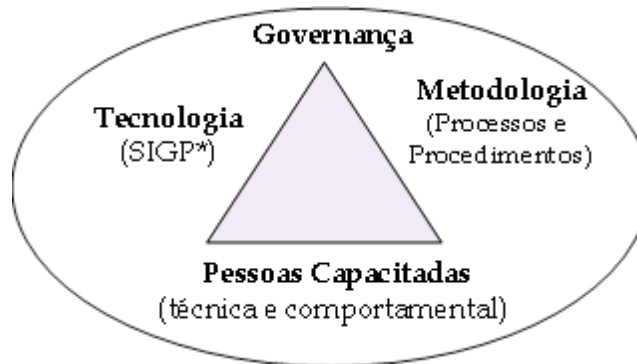 Governança
Tecnologia
(SIGP*)
Metodologia
(Processos e
Procedimentos)
Pessoas Capacitadas
(técnica e comportamental)